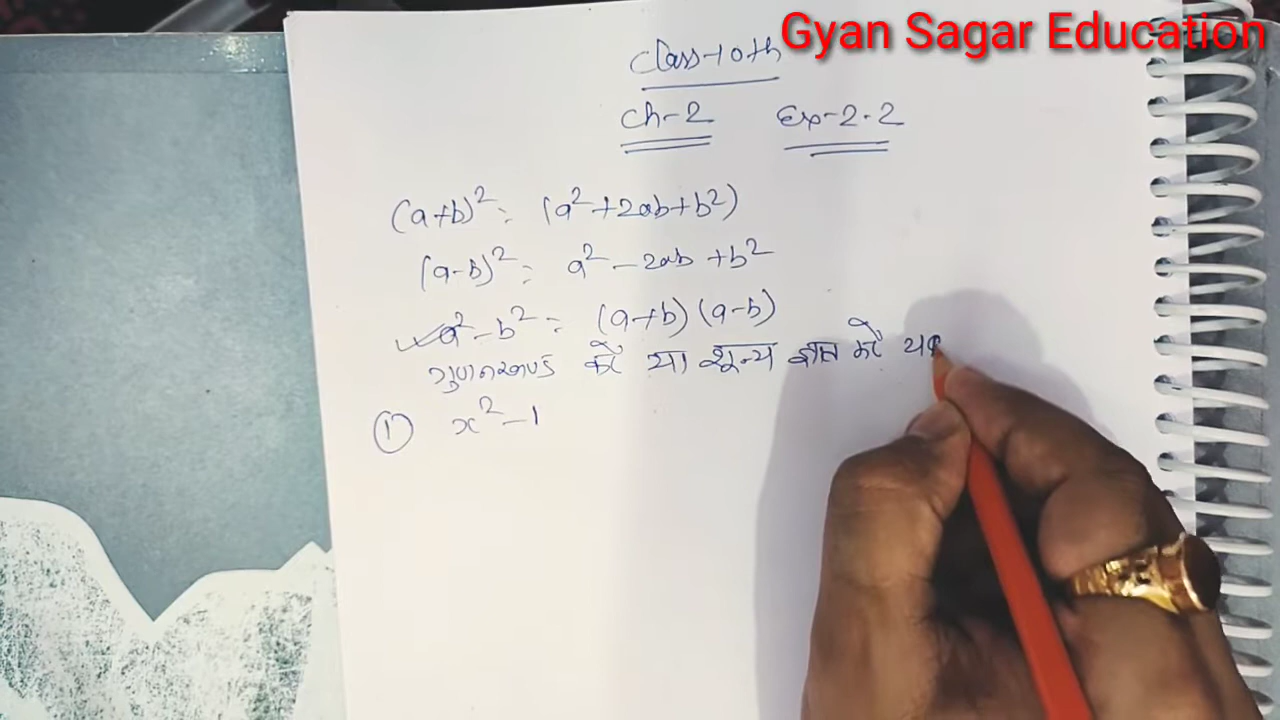 Gyan Sagar Education
Class-10th
Ch-2 Ex-2.2
(a+b)² = (a²+2ab+b²)
(a-b)² = a² - 2ab + b²
✓a² - b² = (a+b) (a-b)
गुणनखण्ड करें या शून्य ज्ञात करें
① x² - 1